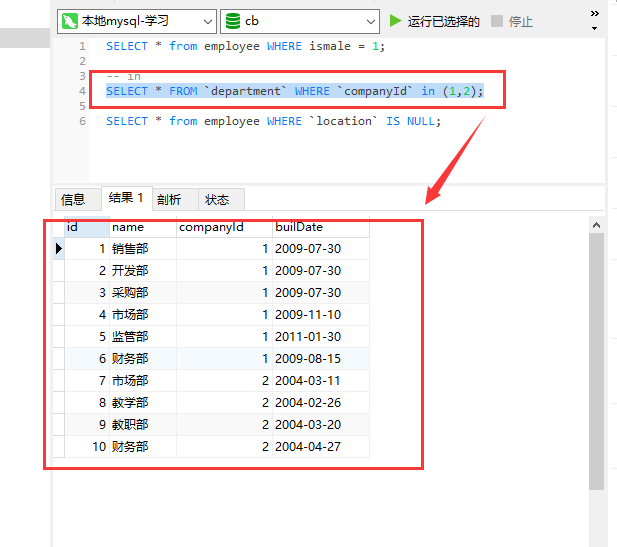 本地mysql-学习 cb 运行已选择的 停止
1 SELECT * from employee WHERE ismale = 1;
2
3 -- in
4 SELECT * FROM `department` WHERE `companyId` in (1,2);
5
6 SELECT * from employee WHERE `location` IS NULL;
信息 结果 1 剖析 状态
id name companyId builDate
1 销售部 1 2009-07-30
2 开发部 1 2009-07-30
3 采购部 1 2009-07-30
4 市场部 1 2009-11-10
5 监管部 1 2011-01-30
6 财务部 1 2009-08-15
7 市场部 2 2004-03-11
8 教学部 2 2004-02-26
9 教职部 2 2004-03-20
10 财务部 2 2004-04-27